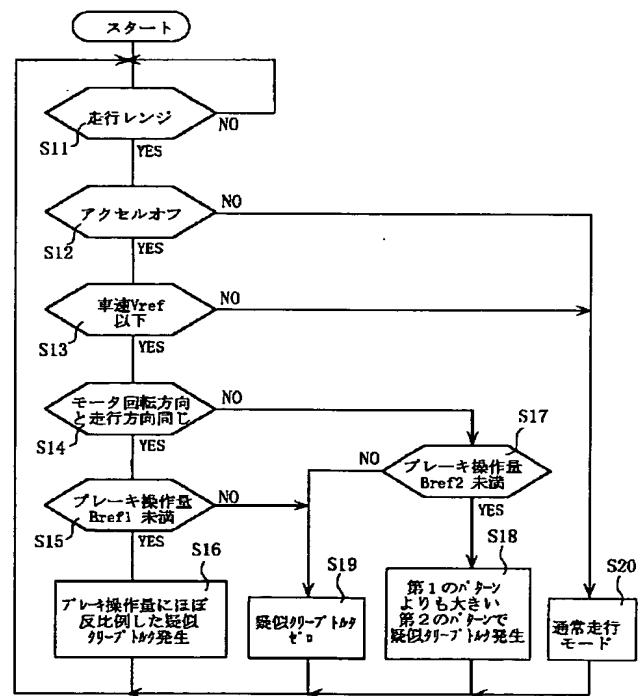 スタート
走行レンジ
NO
S11
YES
アクセルオフ
NO
S12
YES
車速Vref
以下
NO
S13
YES
モータ回転方向
と走行方向同じ
NO
S14
YES
S17
ブレーキ操作量
Bref2 未満
NO
YES
ブレーキ操作量
Bref1 未満
NO
S15
YES
S16
ブレーキ操作量にほぼ
反比例した疑似
クリープトルク発生
S19
疑似クリープトルク
ゼロ
S18
第1のパターン
よりも大きい
第2のパターンで
疑似クリープトルク発生
S20
通常走行
モード